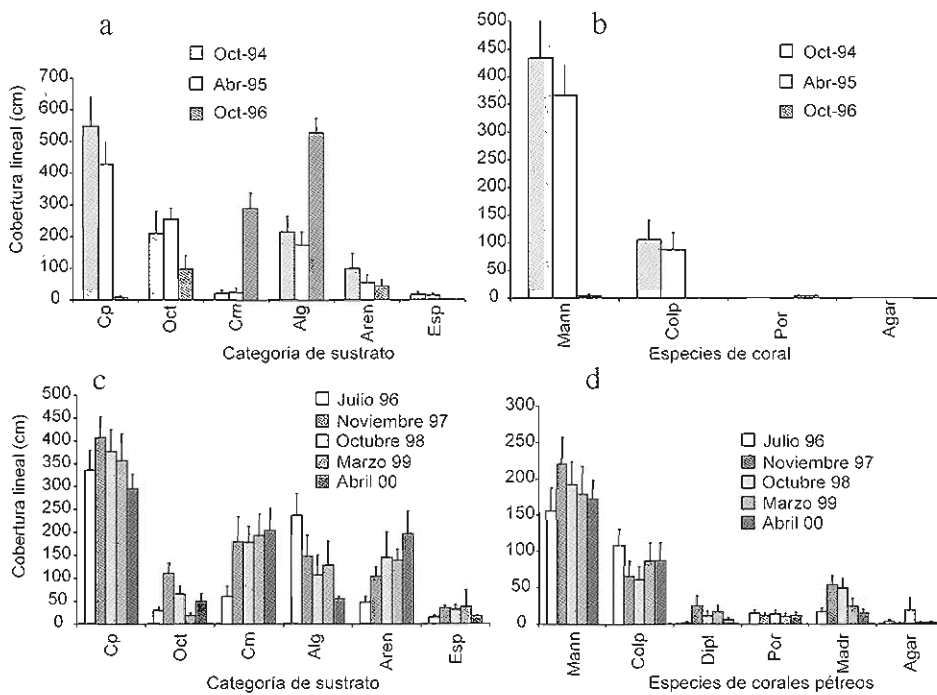 a
Oct-94
Abr-95
Oct-96
Cobertura lineal (cm)
700
600
500
400
300
200
100
0
Cp
Oct
Cm
Alg
Aren
Esp
Categoría de sustrato
b
Oct-94
Abr-95
Oct-96
500
450
400
350
300
250
200
150
100
50
0
Mann
Colp
Por
Agar
Especies de coral
c
Julio 96
Noviembre 97
Octubre 98
Marzo 99
Abril 00
Cobertura lineal (cm)
500
450
400
350
300
250
200
150
100
50
0
Cp
Oct
Cm
Alg
Aren
Esp
Categoría de sustrato
d
Julio 96
Noviembre 97
Octubre 98
Marzo 99
Abril 00
300
250
200
150
100
50
0
Mann
Colp
Dipl
Por
Madr
Agar
Especies de corales pétreos